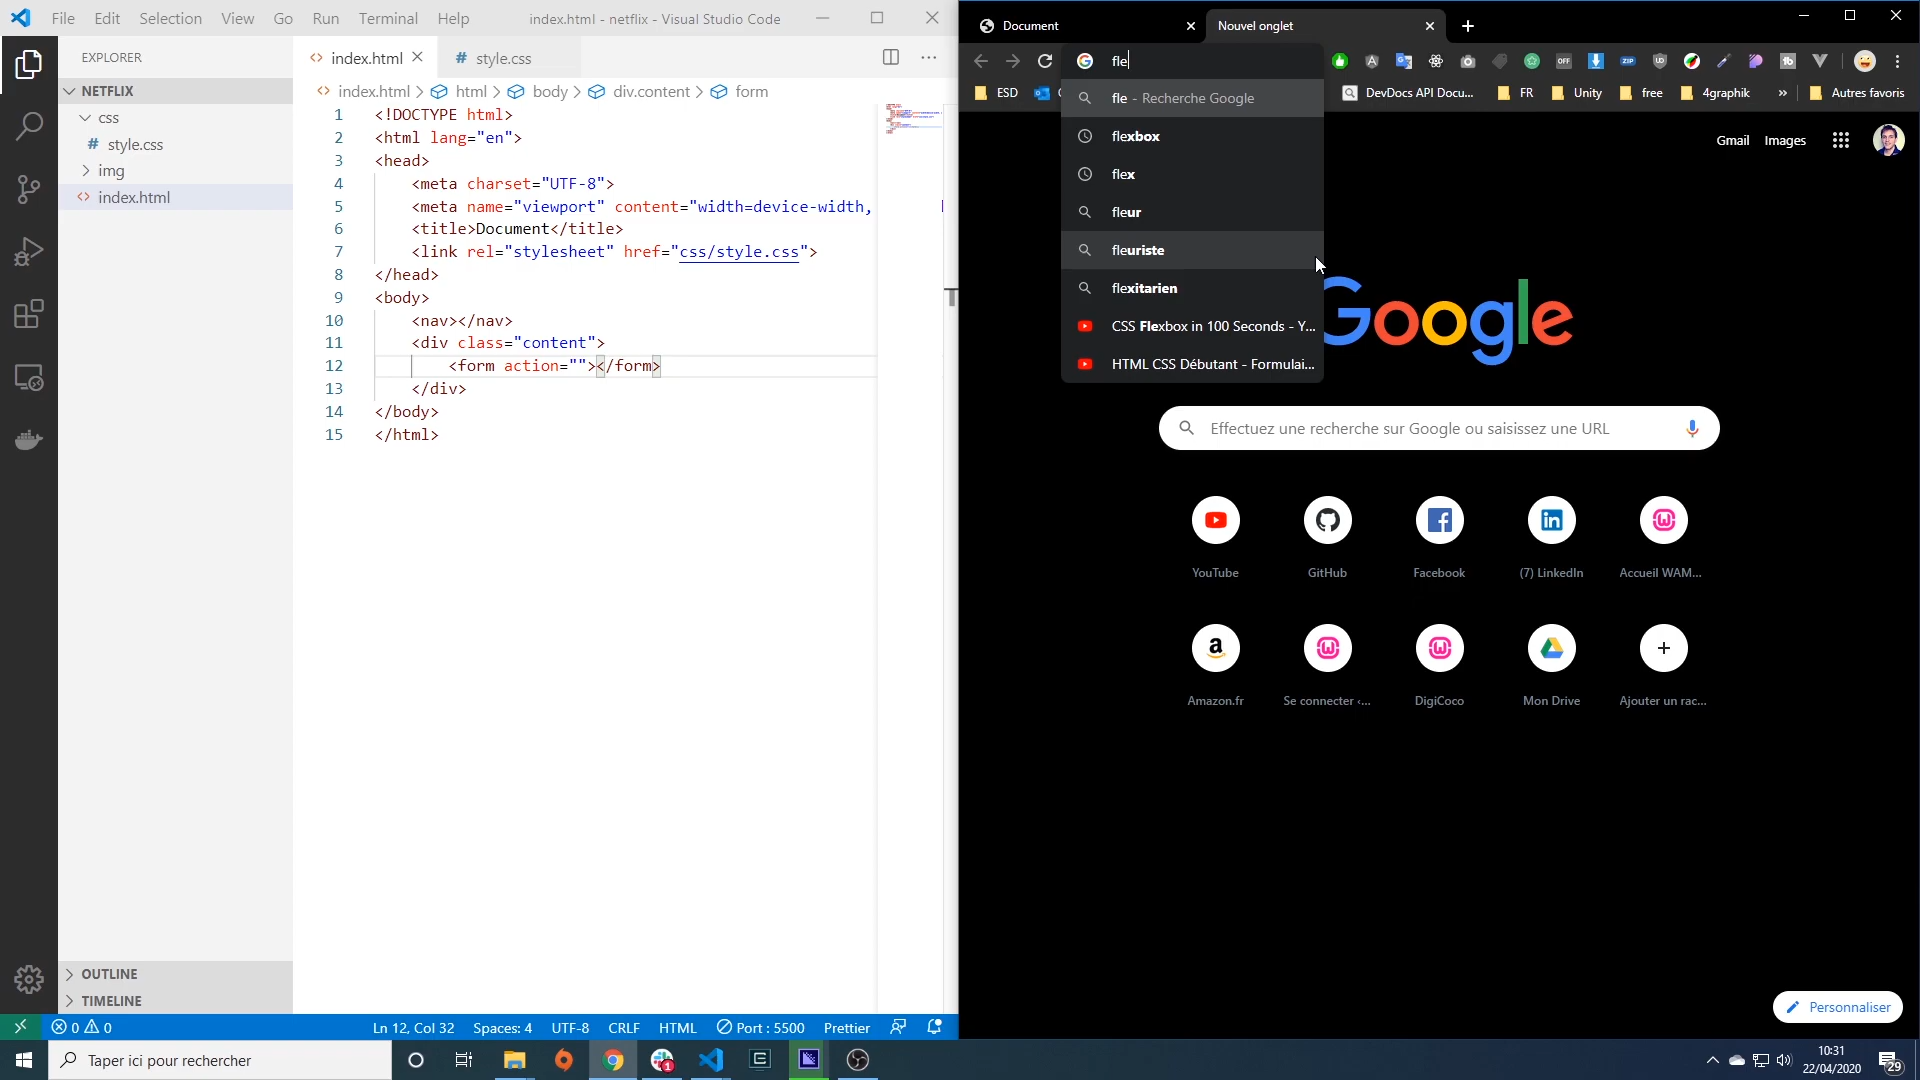 File Edit Selection View Go Run Terminal Help index.html - netflix - Visual Studio Code
EXPLORER
NETFLIX
css
# style.css
img
<> index.html
OUTLINE
TIMELINE
<> index.html
# style.css
<> index.html > html > body > div.content > form
1 <!DOCTYPE html>
2 <html lang="en">
3 <head>
4 <meta charset="UTF-8">
5 <meta name="viewport" content="width=device-width,
6 <title>Document</title>
7 <link rel="stylesheet" href="css/style.css">
8 </head>
9 <body>
10 <nav></nav>
11 <div class="content">
12 <form action=""></form>
13 </div>
14 </body>
15 </html>
0 0
Ln 12, Col 32 Spaces: 4 UTF-8 CRLF HTML Port : 5500 Prettier
Document
Nouvel onglet
fle
OFF
ZIP
ESD
DevDocs API Docu...
FR
Unity
free
4graphik
»
Autres favoris
fle - Recherche Google
flexbox
flex
fleur
fleuriste
flexitarien
CSS Flexbox in 100 Seconds - Y...
HTML CSS Débutant - Formulai...
Gmail Images
Google
Effectuez une recherche sur Google ou saisissez une URL
YouTube
GitHub
Facebook
(7) LinkedIn
Accueil WAM...
Amazon.fr
Se connecter ‹...
DigiCoco
Mon Drive
Ajouter un rac...
Personnaliser
Taper ici pour rechercher
1
10:31
22/04/2020
29